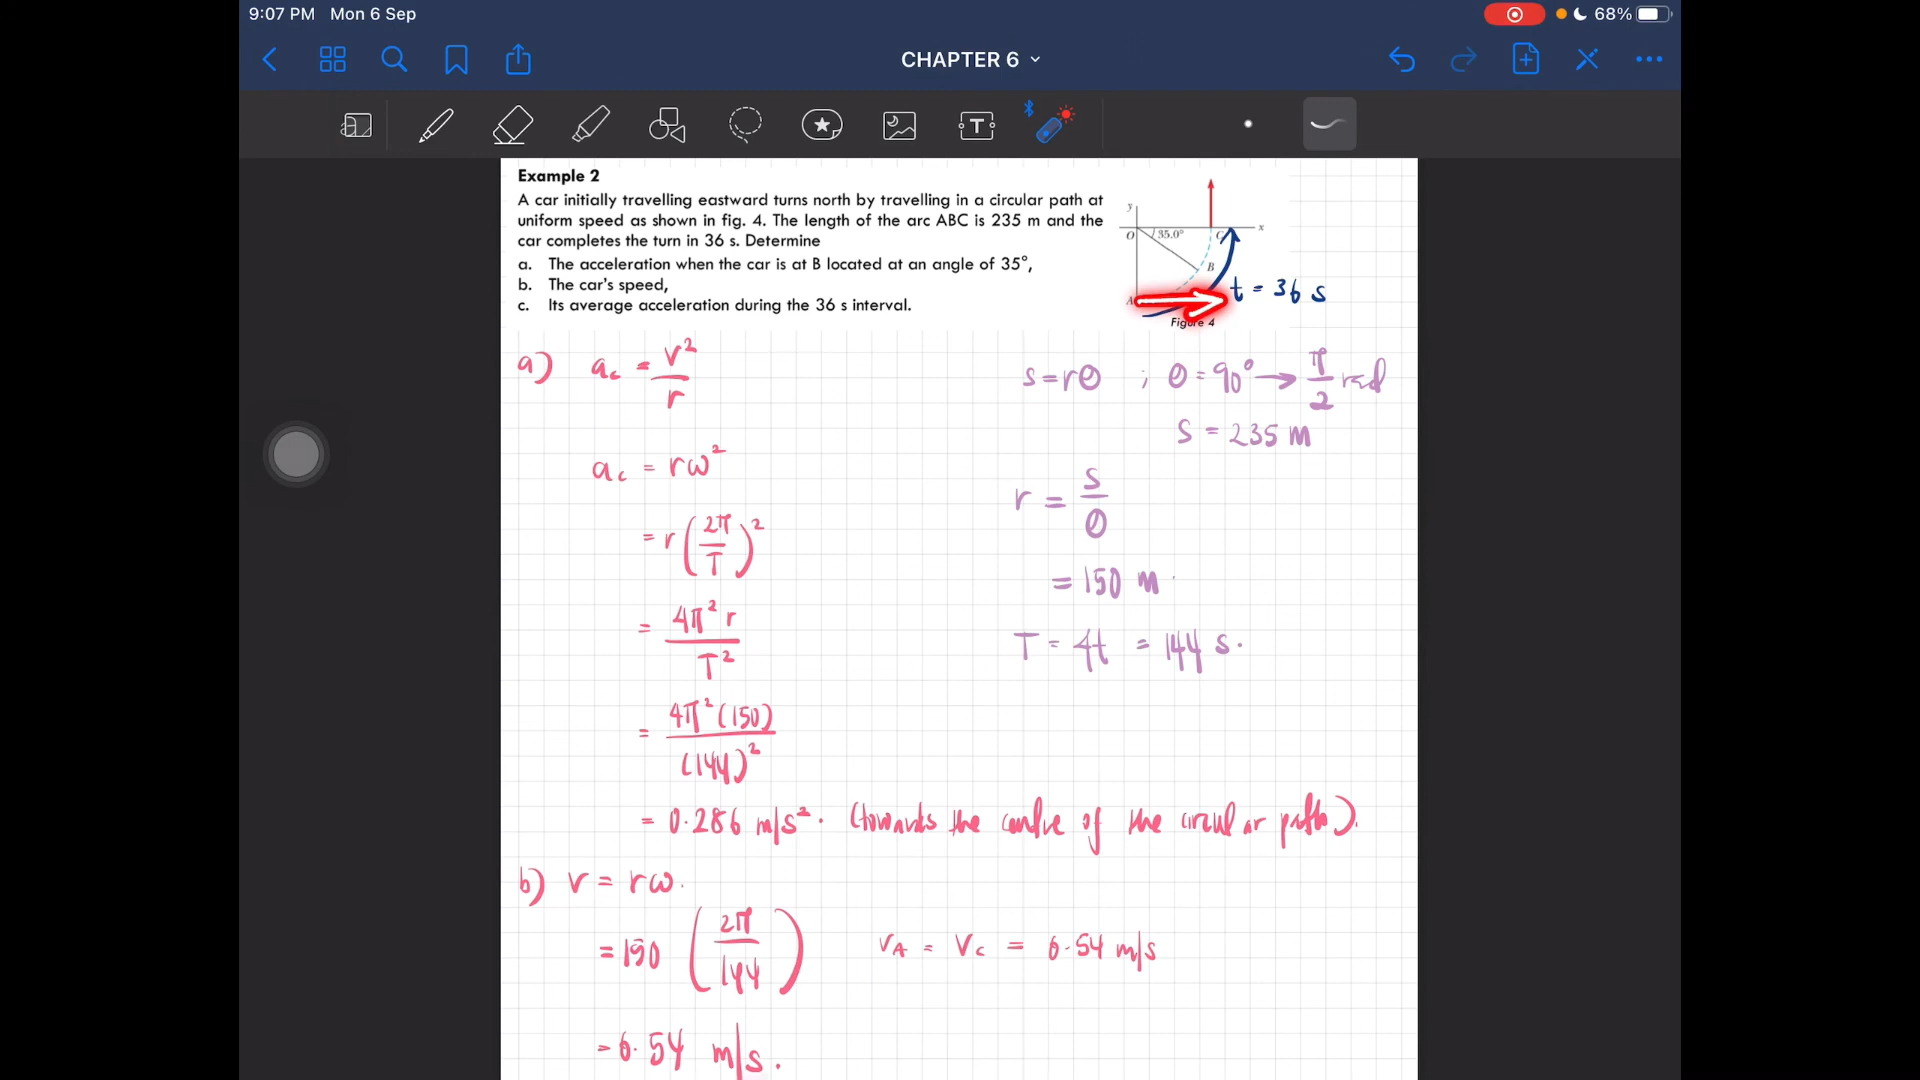 9:07 PM Mon 6 Sep
68%
CHAPTER 6
Example 2
A car initially travelling eastward turns north by travelling in a circular path at
uniform speed as shown in fig. 4. The length of the arc ABC is 235 m and the
car completes the turn in 36 s. Determine
a. The acceleration when the car is at B located at an angle of 35°,
b. The car's speed,
c. Its average acceleration during the 36 s interval.
y
O 35.0° C x
B
A
t = 36 s
Figure 4
a) a_c = v²/r
s = rθ ; θ = 90° → π/2 rad
S = 235 m
a_c = rω²
r = s/θ
= r(2π/T)²
= 150 m
= 4π² r/T²
T = 4t = 144 s.
= 4π²(150)/(144)²
= 0.286 m/s². (towards the centre of the circular path).
b) v = rω.
= 150 (2π/144)
v_A = v_C = 6.54 m/s
= 6.54 m/s.